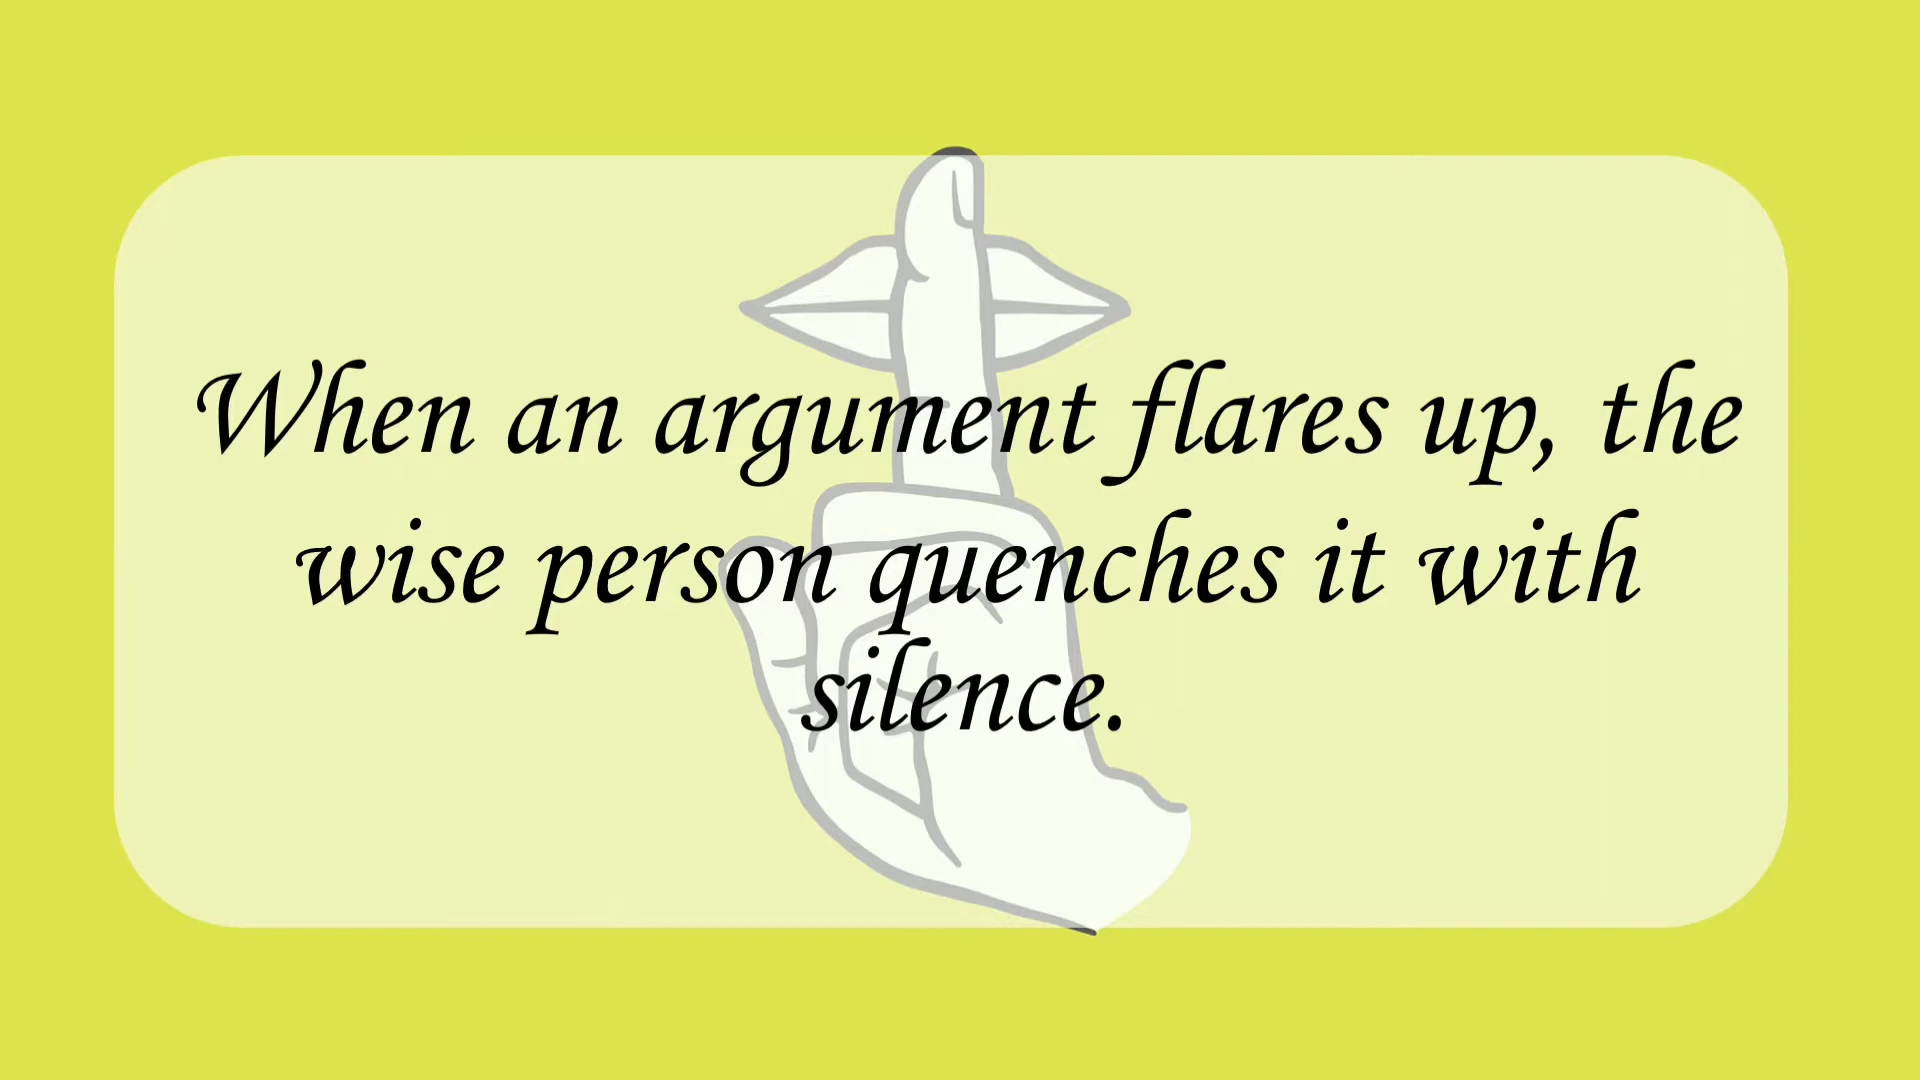 When an argument flares up, the
wise person quenches it with
silence.